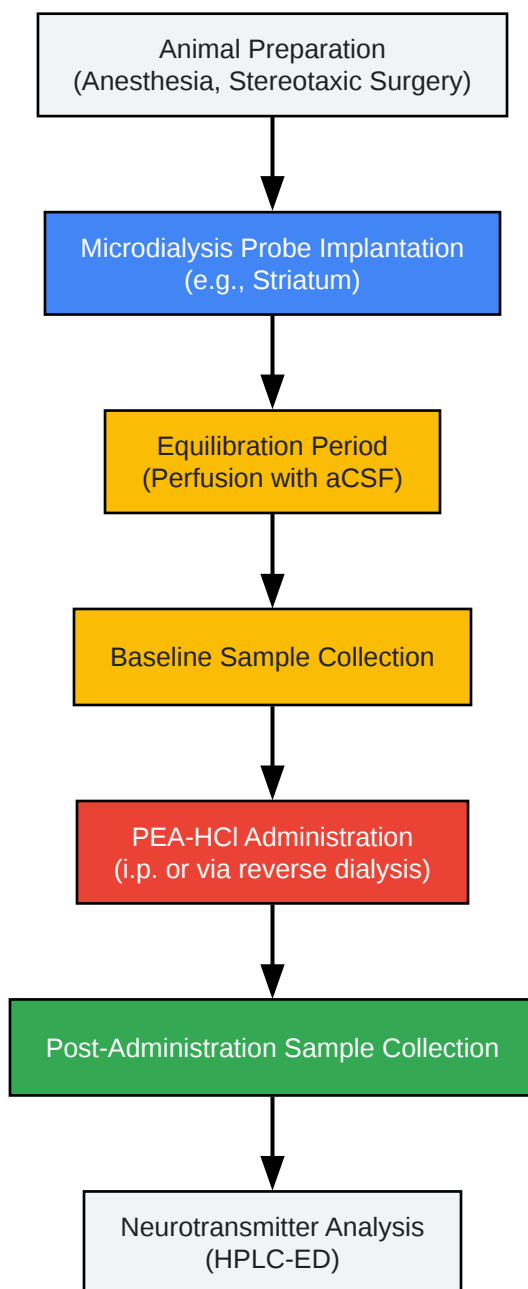 Animal Preparation
(Anesthesia, Stereotaxic Surgery)
Microdialysis Probe Implantation
(e.g., Striatum)
Equilibration Period
(Perfusion with aCSF)
Baseline Sample Collection
PEA-HCl Administration
(i.p. or via reverse dialysis)
Post-Administration Sample Collection
Neurotransmitter Analysis
(HPLC-ED)